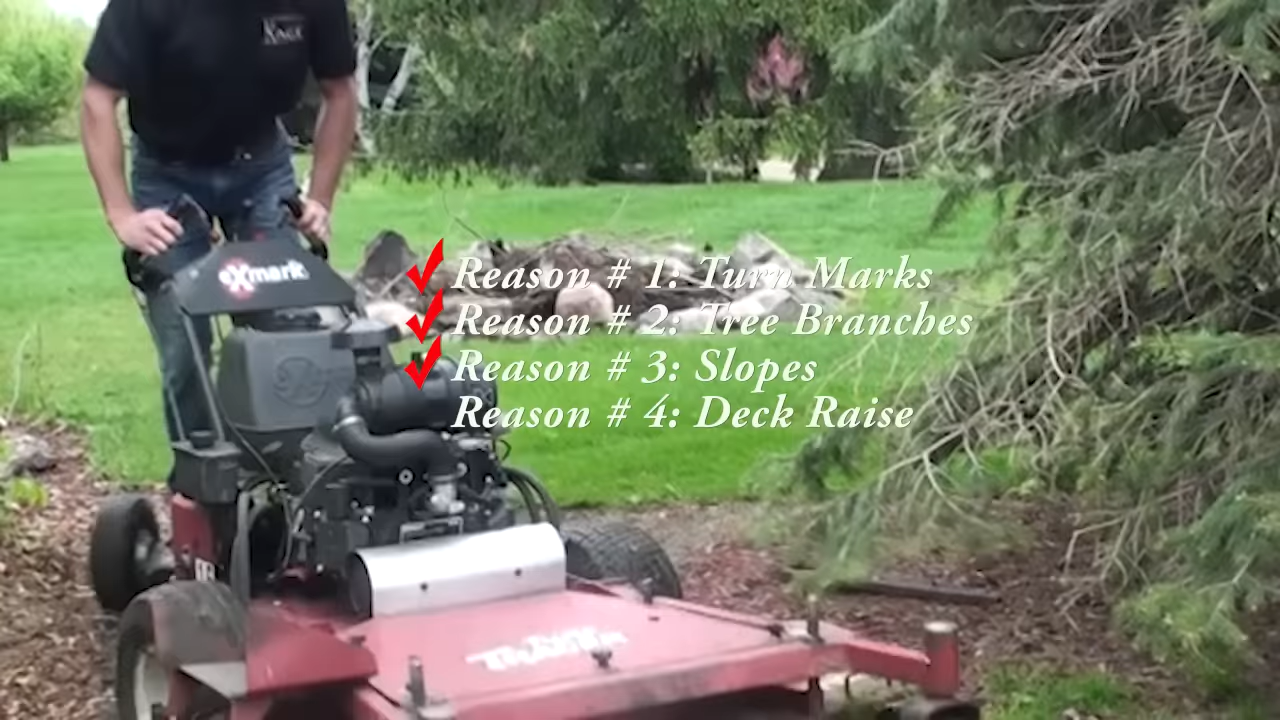 eXmark
Reason # 1: Turn Marks
Reason # 2: Tree Branches
Reason # 3: Slopes
Reason # 4: Deck Raise